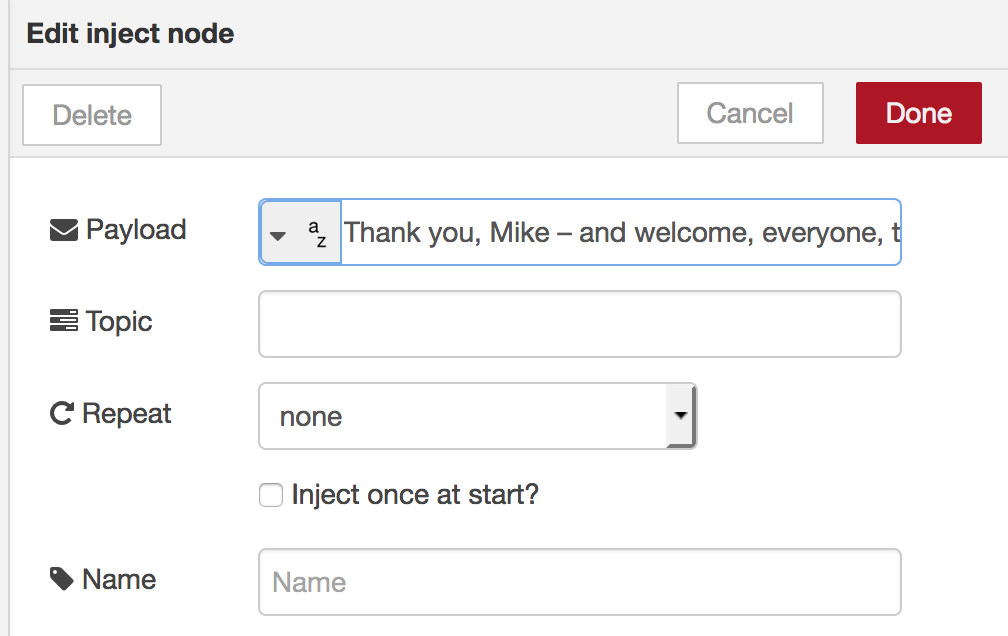 Edit inject node
Delete
Cancel
Done
Payload
a
z
Thank you, Mike – and welcome, everyone, t
Topic
Repeat
none
Inject once at start?
Name
Name